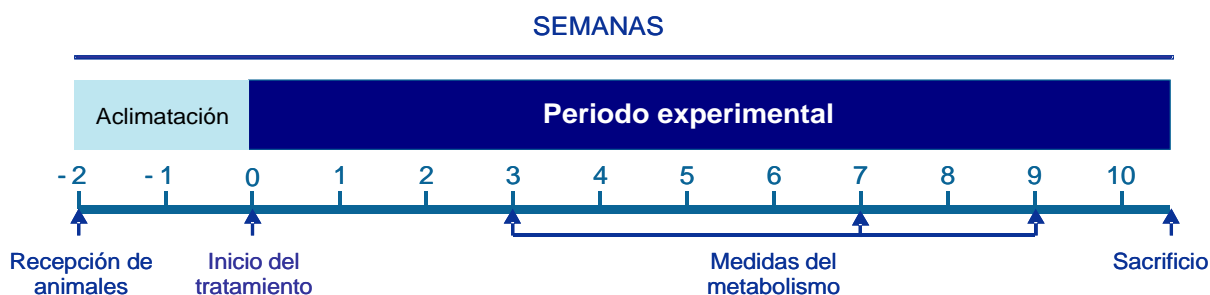 SEMANAS
Aclimatación
Periodo experimental
- 2 - 1 0 1 2 3 4 5 6 7 8 9 10
Recepción de
animales
Inicio del
tratamiento
Medidas del
metabolismo
Sacrificio